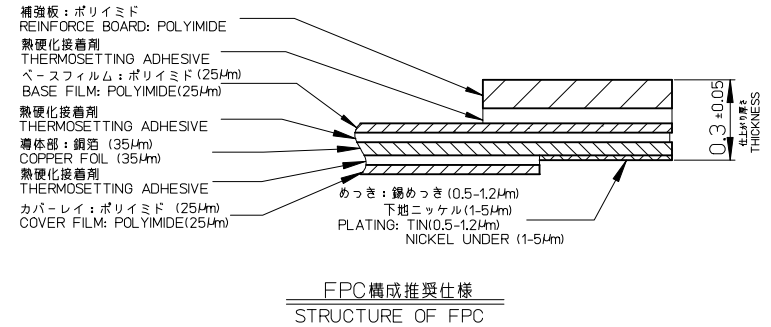 補強板：ポリイミド
REINFORCE BOARD: POLYIMIDE
熱硬化接着剤
THERMOSETTING ADHESIVE
ベースフィルム：ポリイミド(25μm)
BASE FILM: POLYIMIDE(25μm)
熱硬化接着剤
THERMOSETTING ADHESIVE
導体部：銅箔 (35μm)
COPPER FOIL (35μm)
熱硬化接着剤
THERMOSETTING ADHESIVE
カバーレイ：ポリイミド (25μm)
COVER FILM: POLYIMIDE(25μm)
めっき：錫めっき(0.5-1.2μm)
下地ニッケル(1-5μm)
PLATING: TIN(0.5-1.2μm)
NICKEL UNDER (1-5μm)
0.3 ±0.05
仕上がり厚さ
THICKNESS
FPC構成推奨仕様
STRUCTURE OF FPC